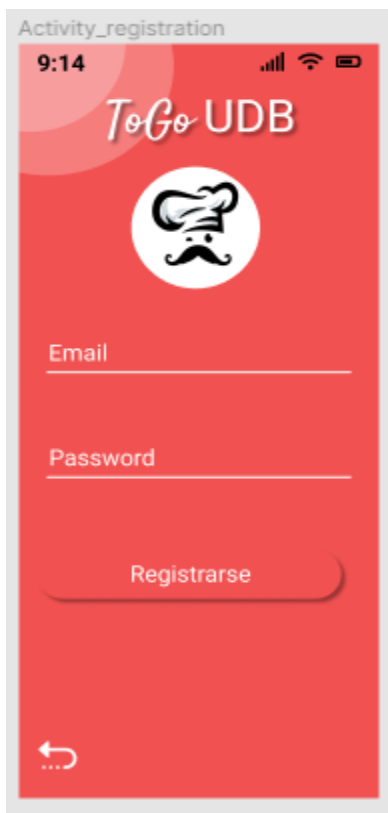 Activity_registration
9:14
ToGo UDB
Email
Password
Registrarse